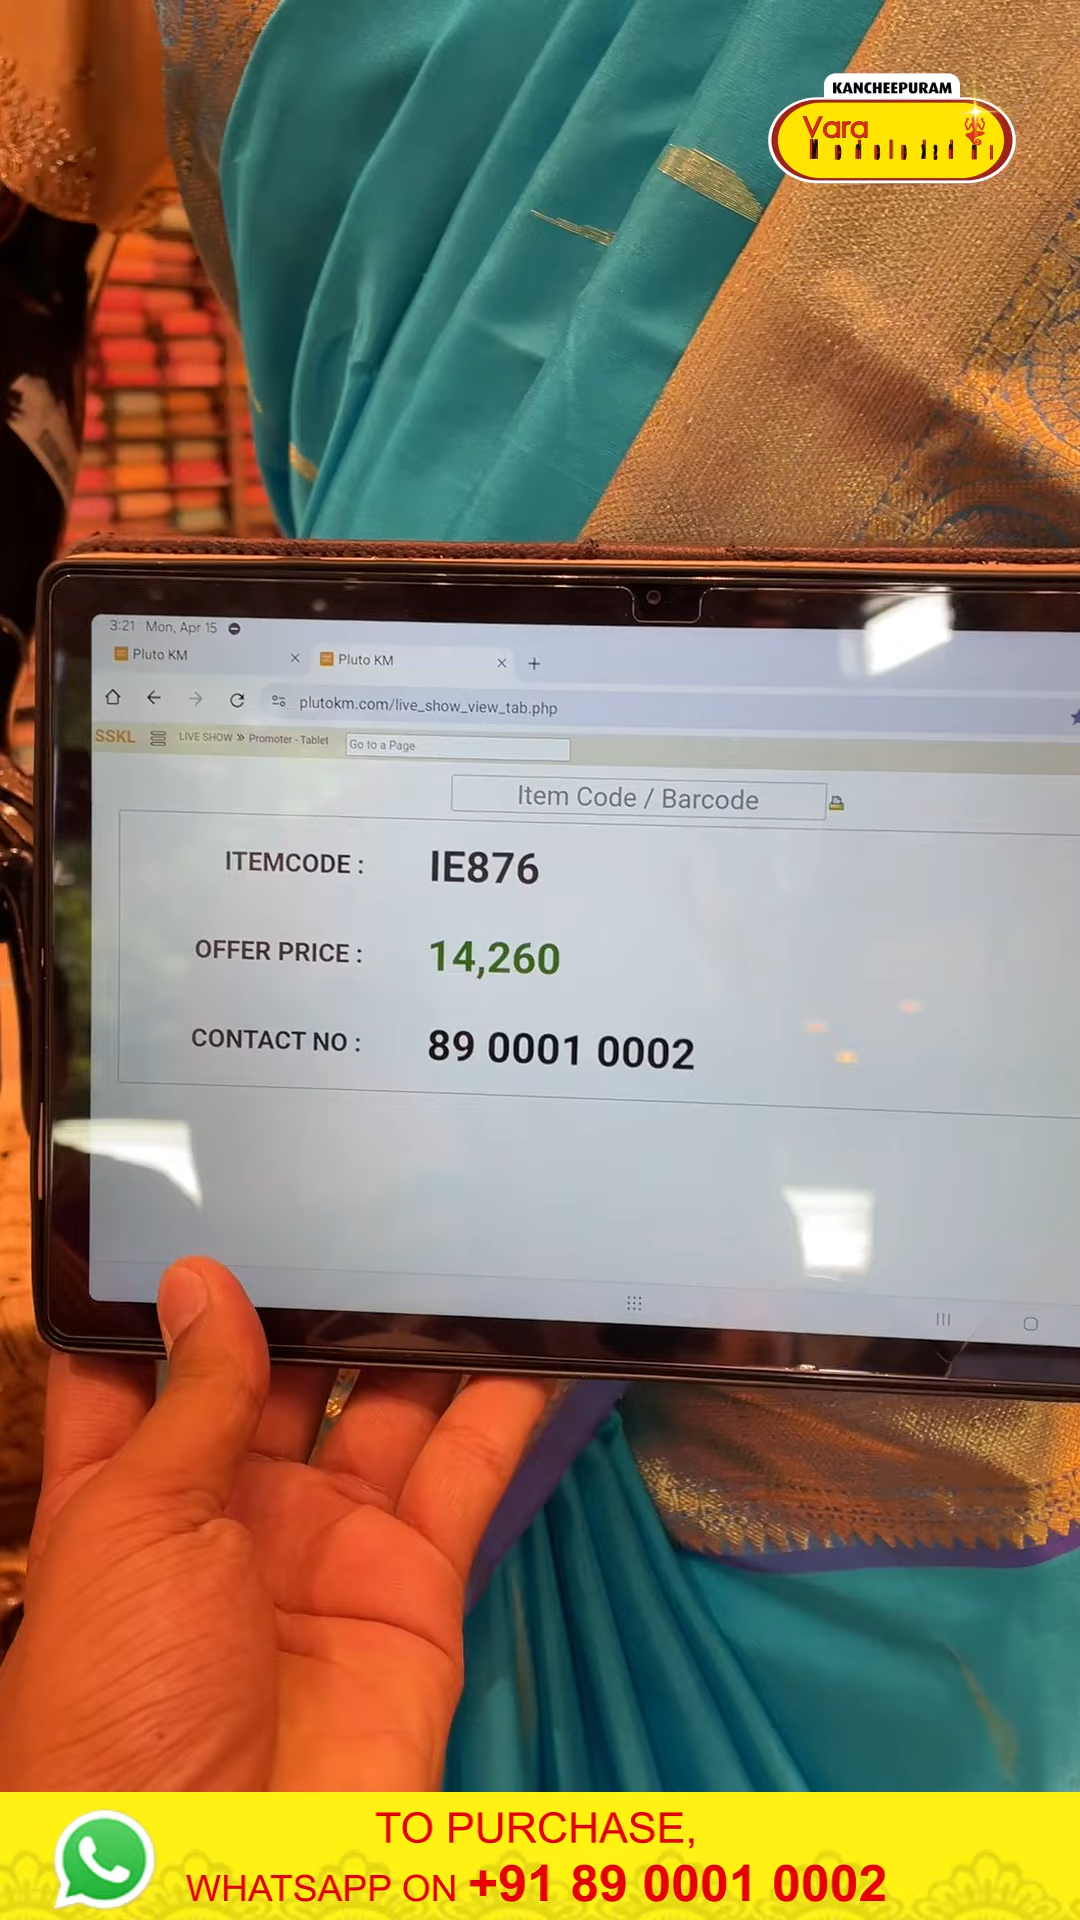 KANCHEEPURAM
Vara
3:21 Mon, Apr 15
Pluto KM
Pluto KM
plutokm.com/live_show_view_tab.php
SSKL
LIVE SHOW » Promoter - Tablet
Go to a Page
Item Code / Barcode
ITEMCODE : IE876
OFFER PRICE : 14,260
CONTACT NO : 89 0001 0002
TO PURCHASE,
WHATSAPP ON +91 89 0001 0002